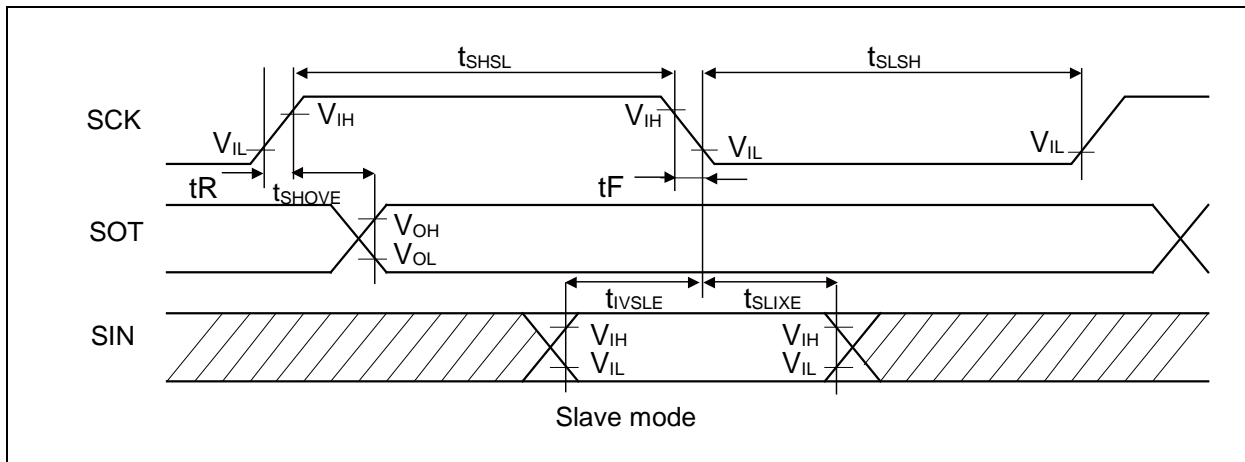 tSHSL tSLSH
SCK VIH VIH
VIL VIL VIL
tR tSHOVE tF
SOT VOH
VOL
tIVSLE tSLIXE
SIN VIH VIH
VIL VIL
Slave mode